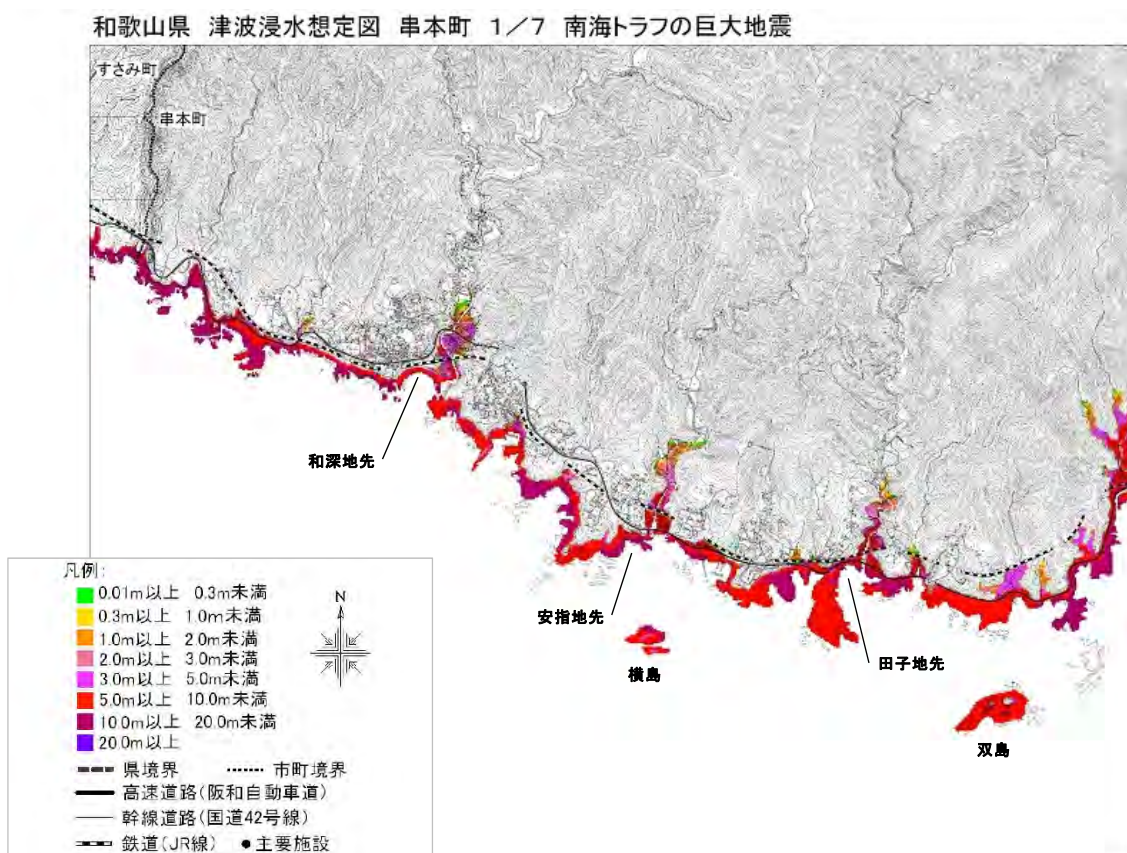 和歌山県 津波浸水想定図 串本町 1/7 南海トラフの巨大地震
すさみ町
串本町
和深地先
安指地先
横島
田子地先
双島
凡例:
0.01m以上 0.3m未満
0.3m以上 1.0m未満
1.0m以上 2.0m未満
2.0m以上 3.0m未満
3.0m以上 5.0m未満
5.0m以上 10.0m未満
10.0m以上 20.0m未満
20.0m以上
県境界 市町境界
高速道路(阪和自動車道)
幹線道路(国道42号線)
鉄道(JR線) ●主要施設
N